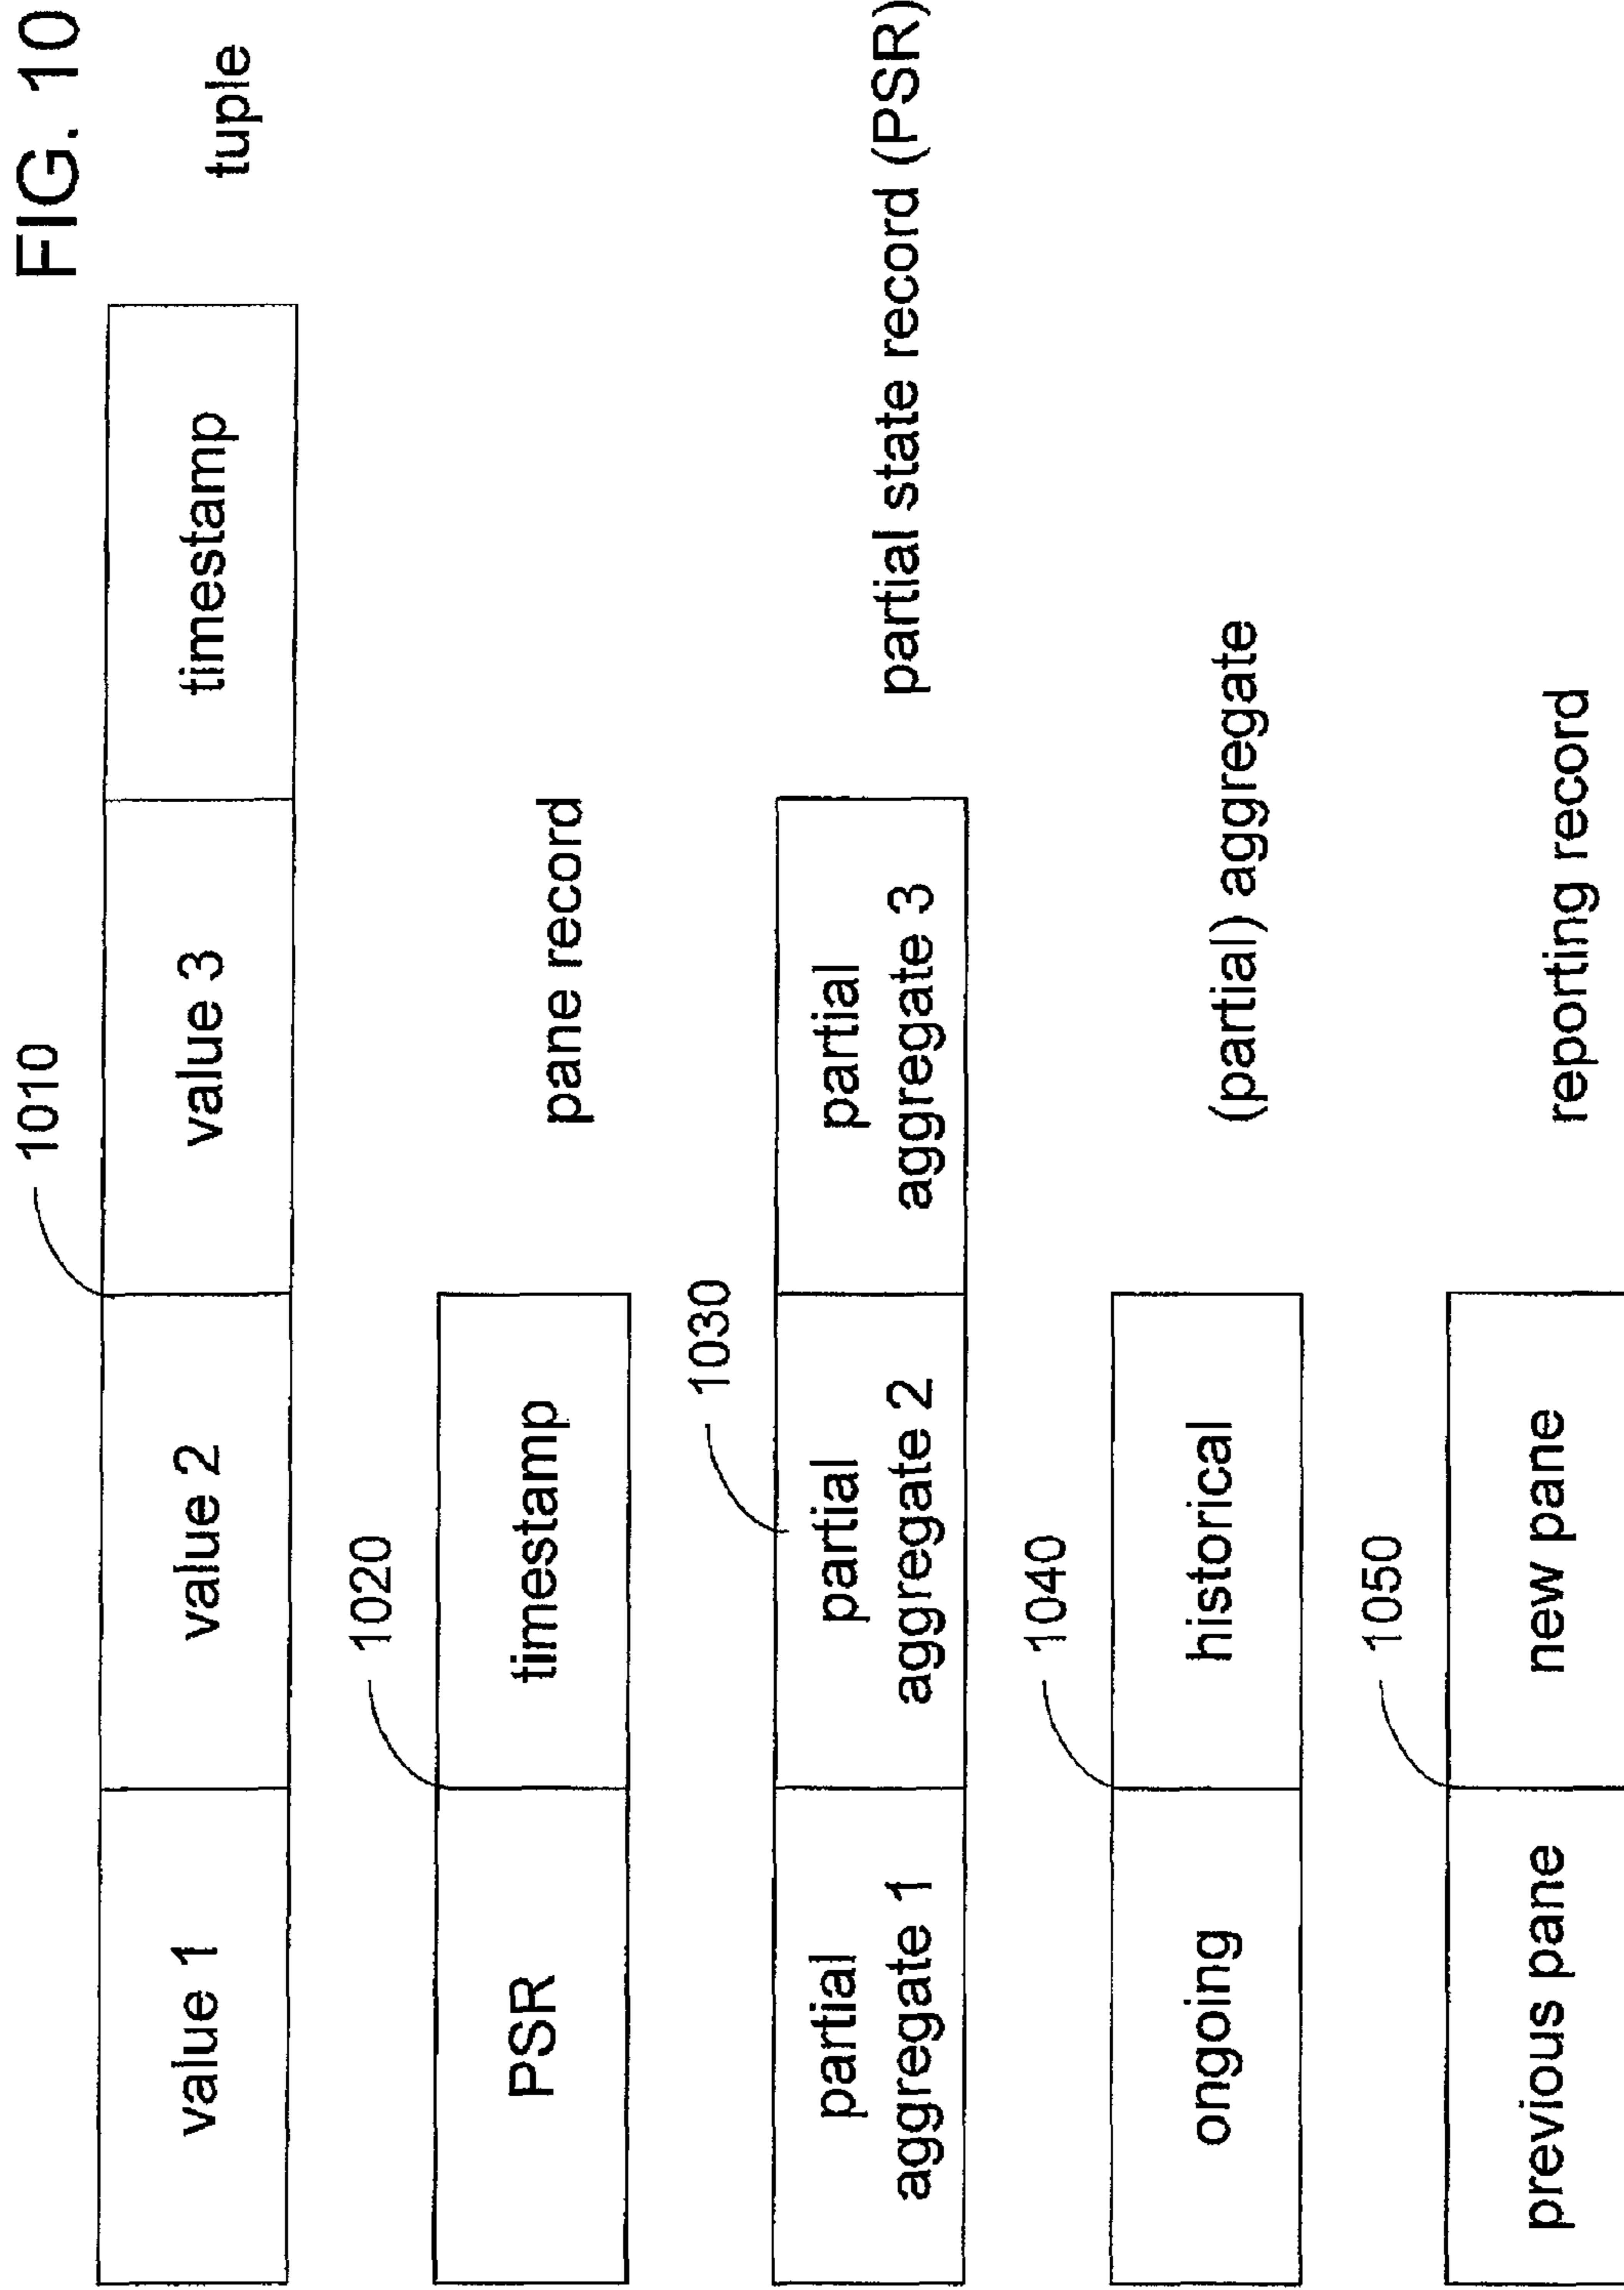 FIG. 10
1010
value 1
value 2
value 3
timestamp
tuple
1020
PSR
timestamp
pane record
1030
partial
aggregate 1
partial
aggregate 2
partial
aggregate 3
partial state record (PSR)
1040
ongoing
historical
(partial) aggregate
1050
previous pane
new pane
reporting record